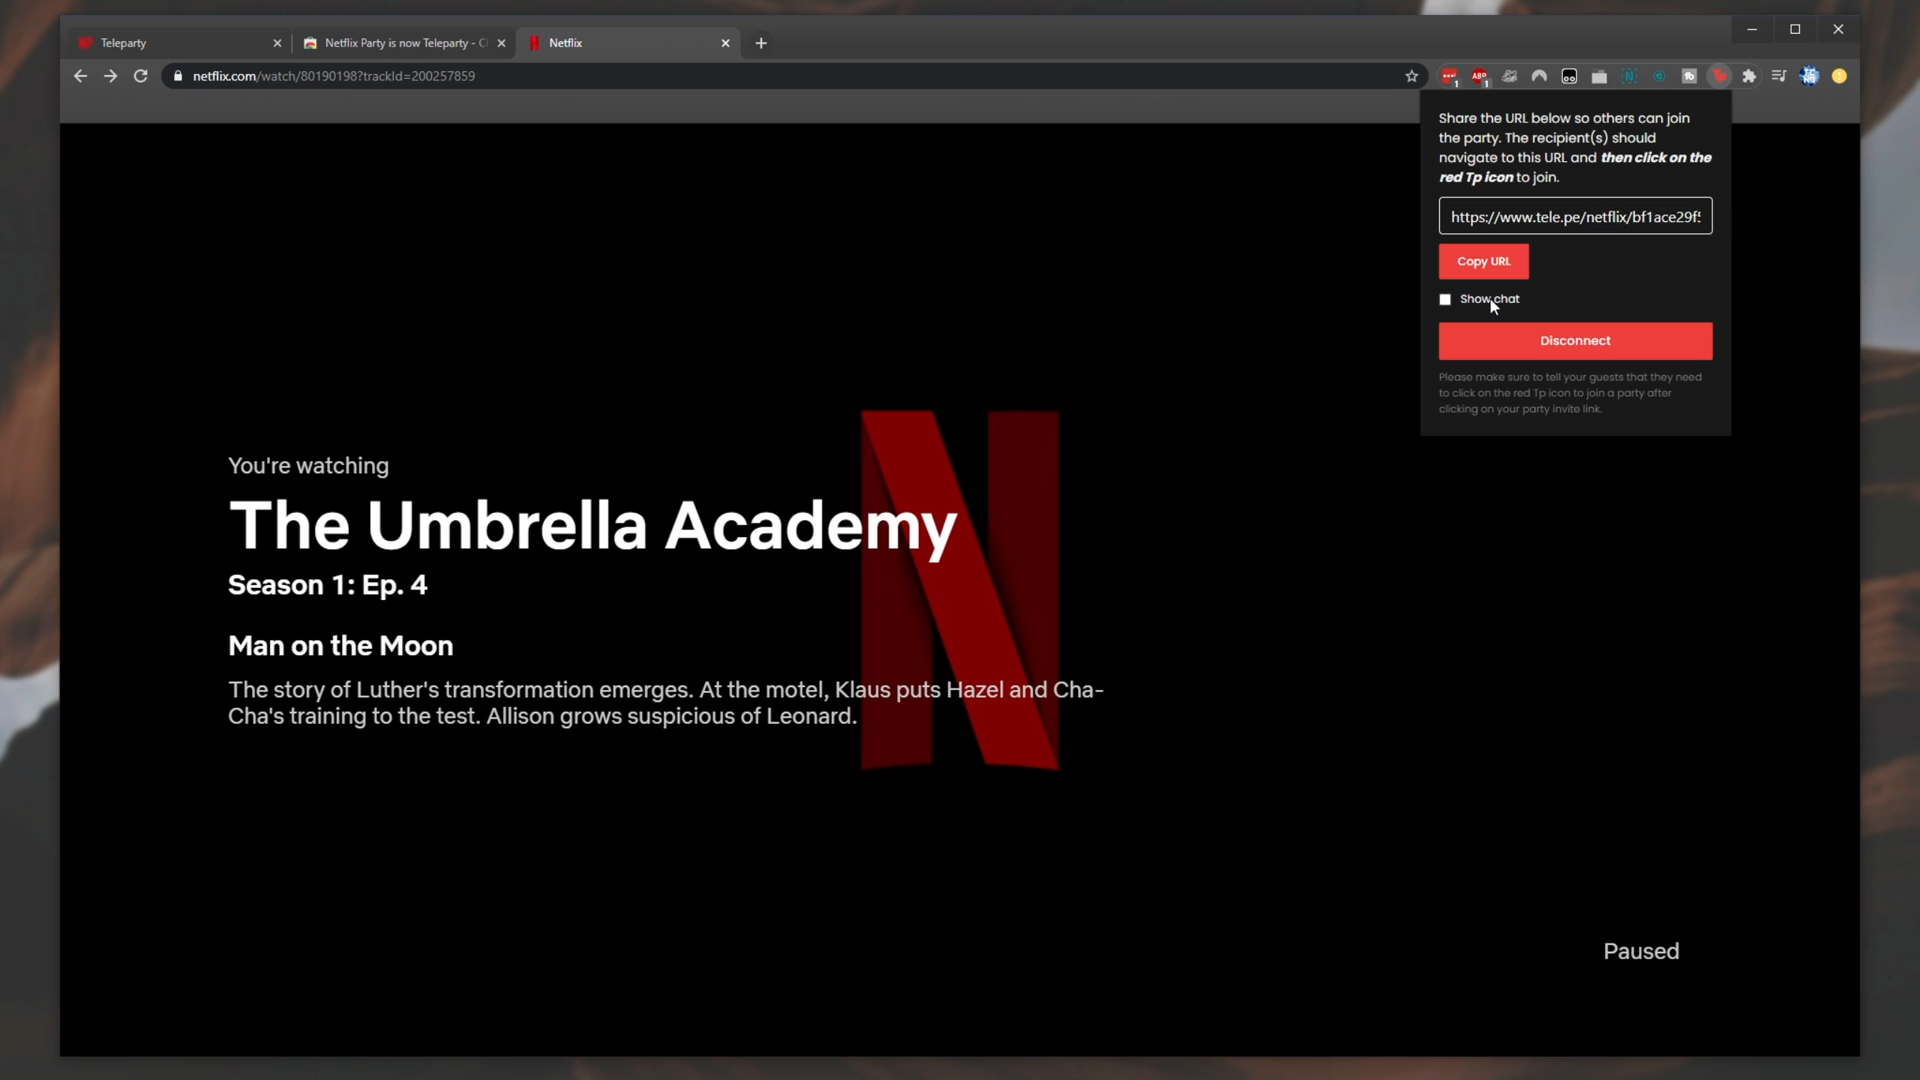 Teleparty
Netflix Party is now Teleparty - C
Netflix
netflix.com/watch/80190198?trackId=200257859
1
ABP
1
Tp
Share the URL below so others can join
the party. The recipient(s) should
navigate to this URL and then click on the
red Tp icon to join.
https://www.tele.pe/netflix/bf1ace29f5
Copy URL
Show chat
Disconnect
Please make sure to tell your guests that they need
to click on the red Tp icon to join a party after
clicking on your party invite link.
You're watching
The Umbrella Academy
Season 1: Ep. 4
Man on the Moon
The story of Luther's transformation emerges. At the motel, Klaus puts Hazel and Cha-
Cha's training to the test. Allison grows suspicious of Leonard.
Paused